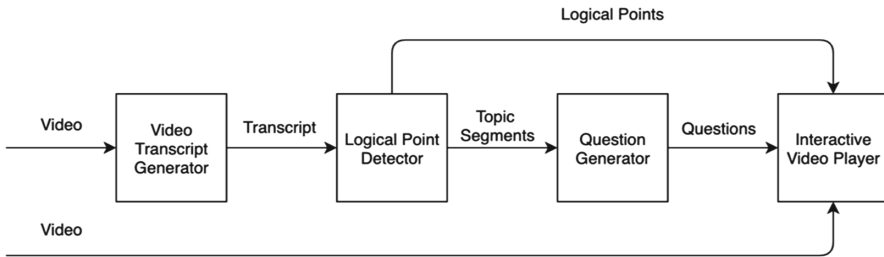 Logical Points
Video
Video
Transcript
Generator
Transcript
Logical Point
Detector
Topic
Segments
Question
Generator
Questions
Interactive
Video Player
Video